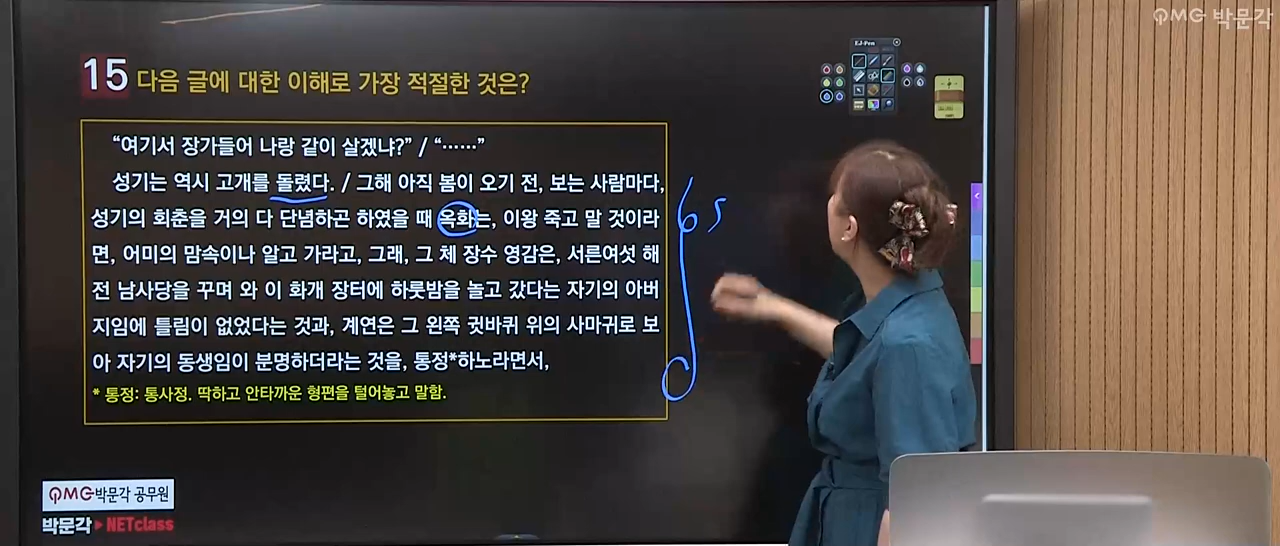 QMG 박문각
EJ-Pen
15 다음 글에 대한 이해로 가장 적절한 것은?
“여기서 장가들어 나랑 같이 살겠냐?” / “……”
성기는 역시 고개를 돌렸다. / 그해 아직 봄이 오기 전, 보는 사람마다,
성기의 회춘을 거의 다 단념하곤 하였을 때 옥화는, 이왕 죽고 말 것이라
면, 어미의 맘속이나 알고 가라고, 그래, 그 체 장수 영감은, 서른여섯 해
전 남사당을 꾸며 와 이 화개 장터에 하룻밤을 놀고 갔다는 자기의 아버
지임에 틀림이 없었다는 것과, 계연은 그 왼쪽 귓바퀴 위의 사마귀로 보
아 자기의 동생임이 분명하더라는 것을, 통정*하노라면서,
* 통정: 통사정. 딱하고 안타까운 형편을 털어놓고 말함.
QMG 박문각 공무원
박문각 NETclass